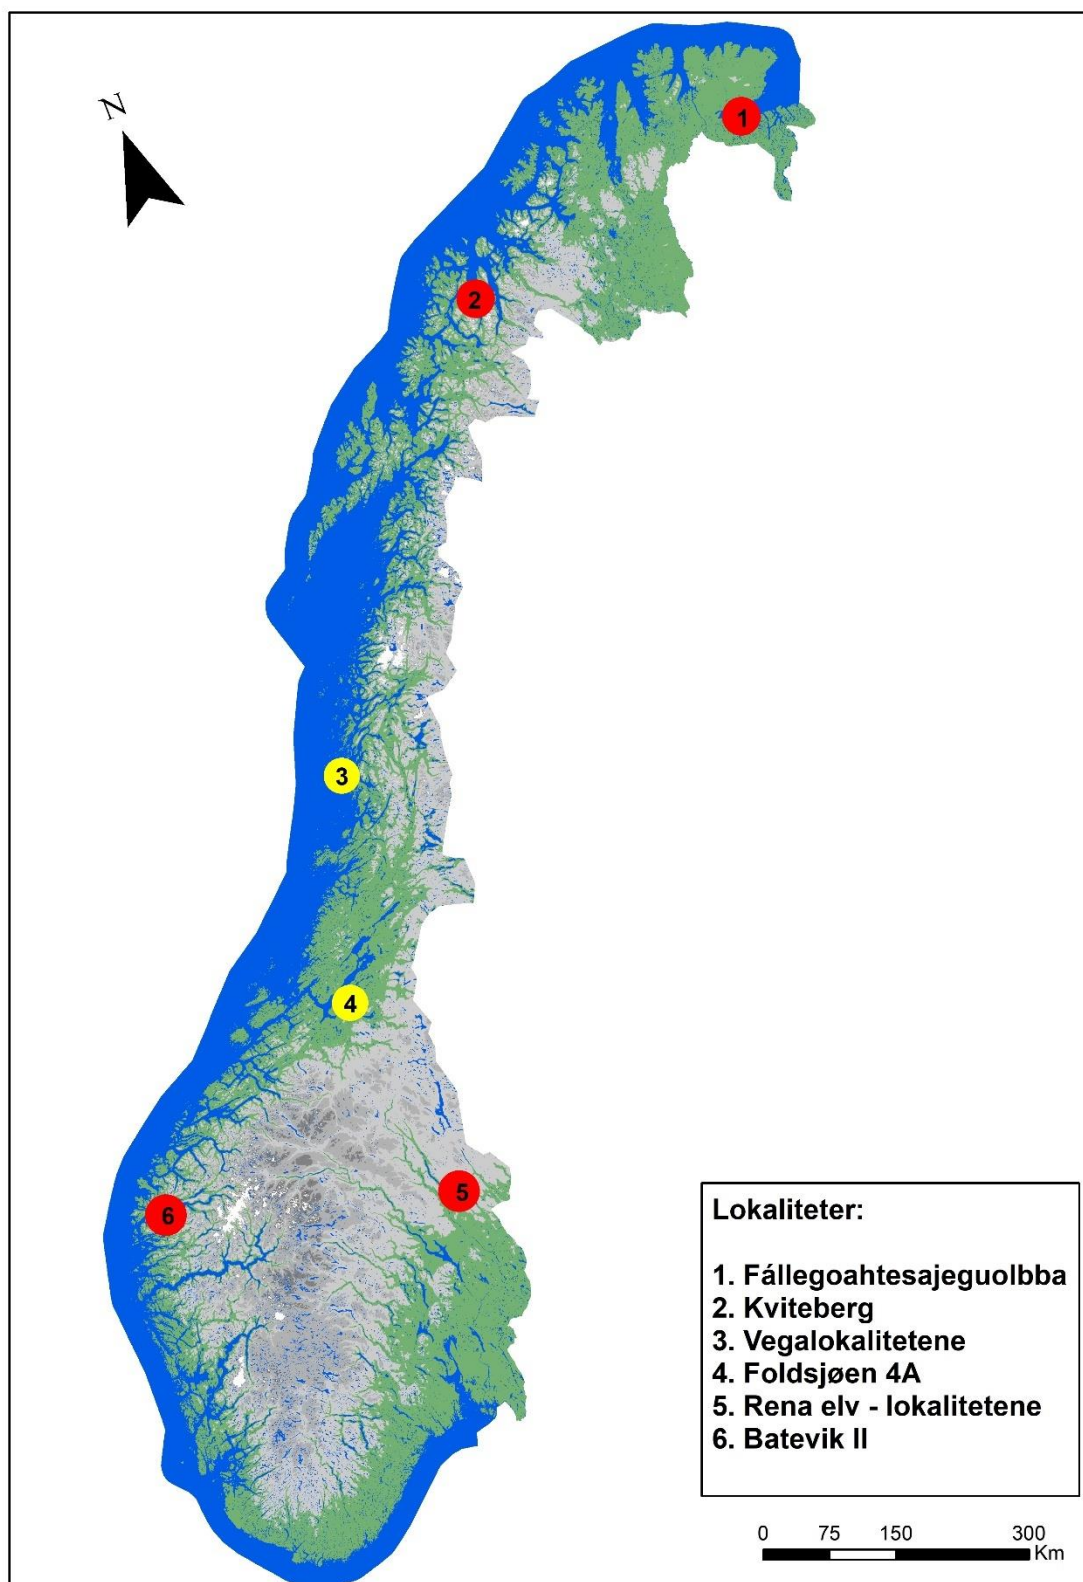 N
1
2
3
4
5
6
Lokaliteter:
1. Fállegoahtesajeguolbba
2. Kviteberg
3. Vegalokalitetene
4. Foldsjøen 4A
5. Rena elv - lokalitetene
6. Batevik II
0 75 150 300
Km